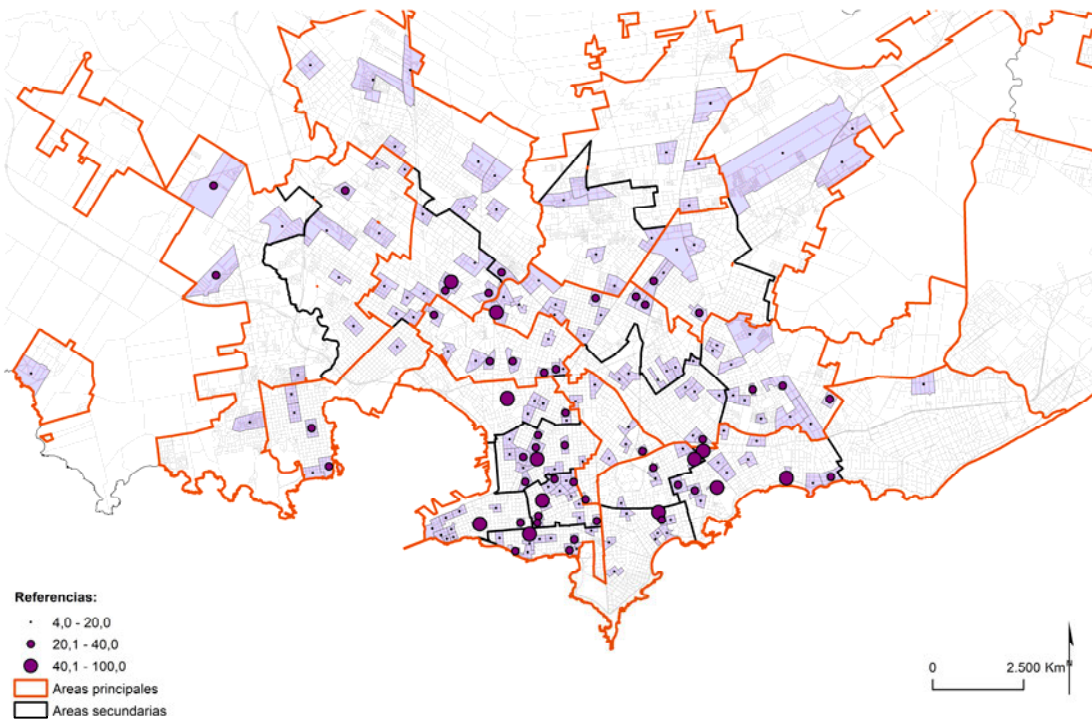 Referencias:
4,0 - 20,0
20,1 - 40,0
40,1 - 100,0
Areas principales
Areas secundarias
0 2.500 Km
N